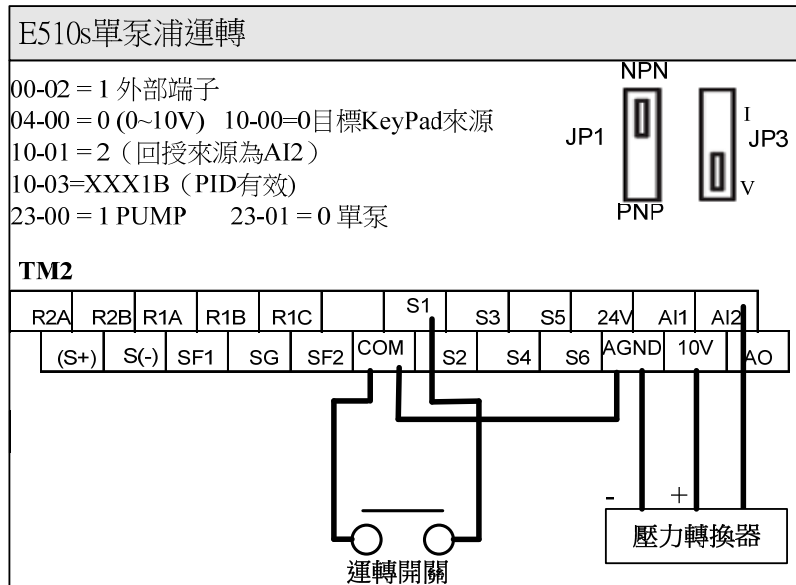 E510s單泵浦運轉
00-02 = 1 外部端子
04-00 = 0 (0~10V) 10-00=0目標KeyPad來源
10-01 = 2（回授來源為AI2）
10-03=XXX1B（PID有效)
23-00 = 1 PUMP 23-01 = 0 單泵
NPN
JP1
PNP
I
JP3
V
TM2
R2A R2B R1A R1B R1C S1 S3 S5 24V AI1 AI2
(S+) S(-) SF1 SG SF2 COM S2 S4 S6 AGND 10V AO
- +
壓力轉換器
運轉開關